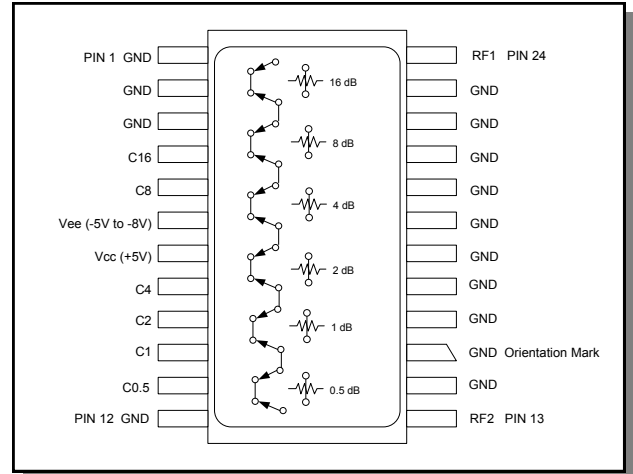 PIN 1 GND
GND
GND
C16
C8
Vee (-5V to -8V)
Vcc (+5V)
C4
C2
C1
C0.5
PIN 12 GND
16 dB
8 dB
4 dB
2 dB
1 dB
0.5 dB
RF1 PIN 24
GND
GND
GND
GND
GND
GND
GND
GND
GND Orientation Mark
GND
RF2 PIN 13